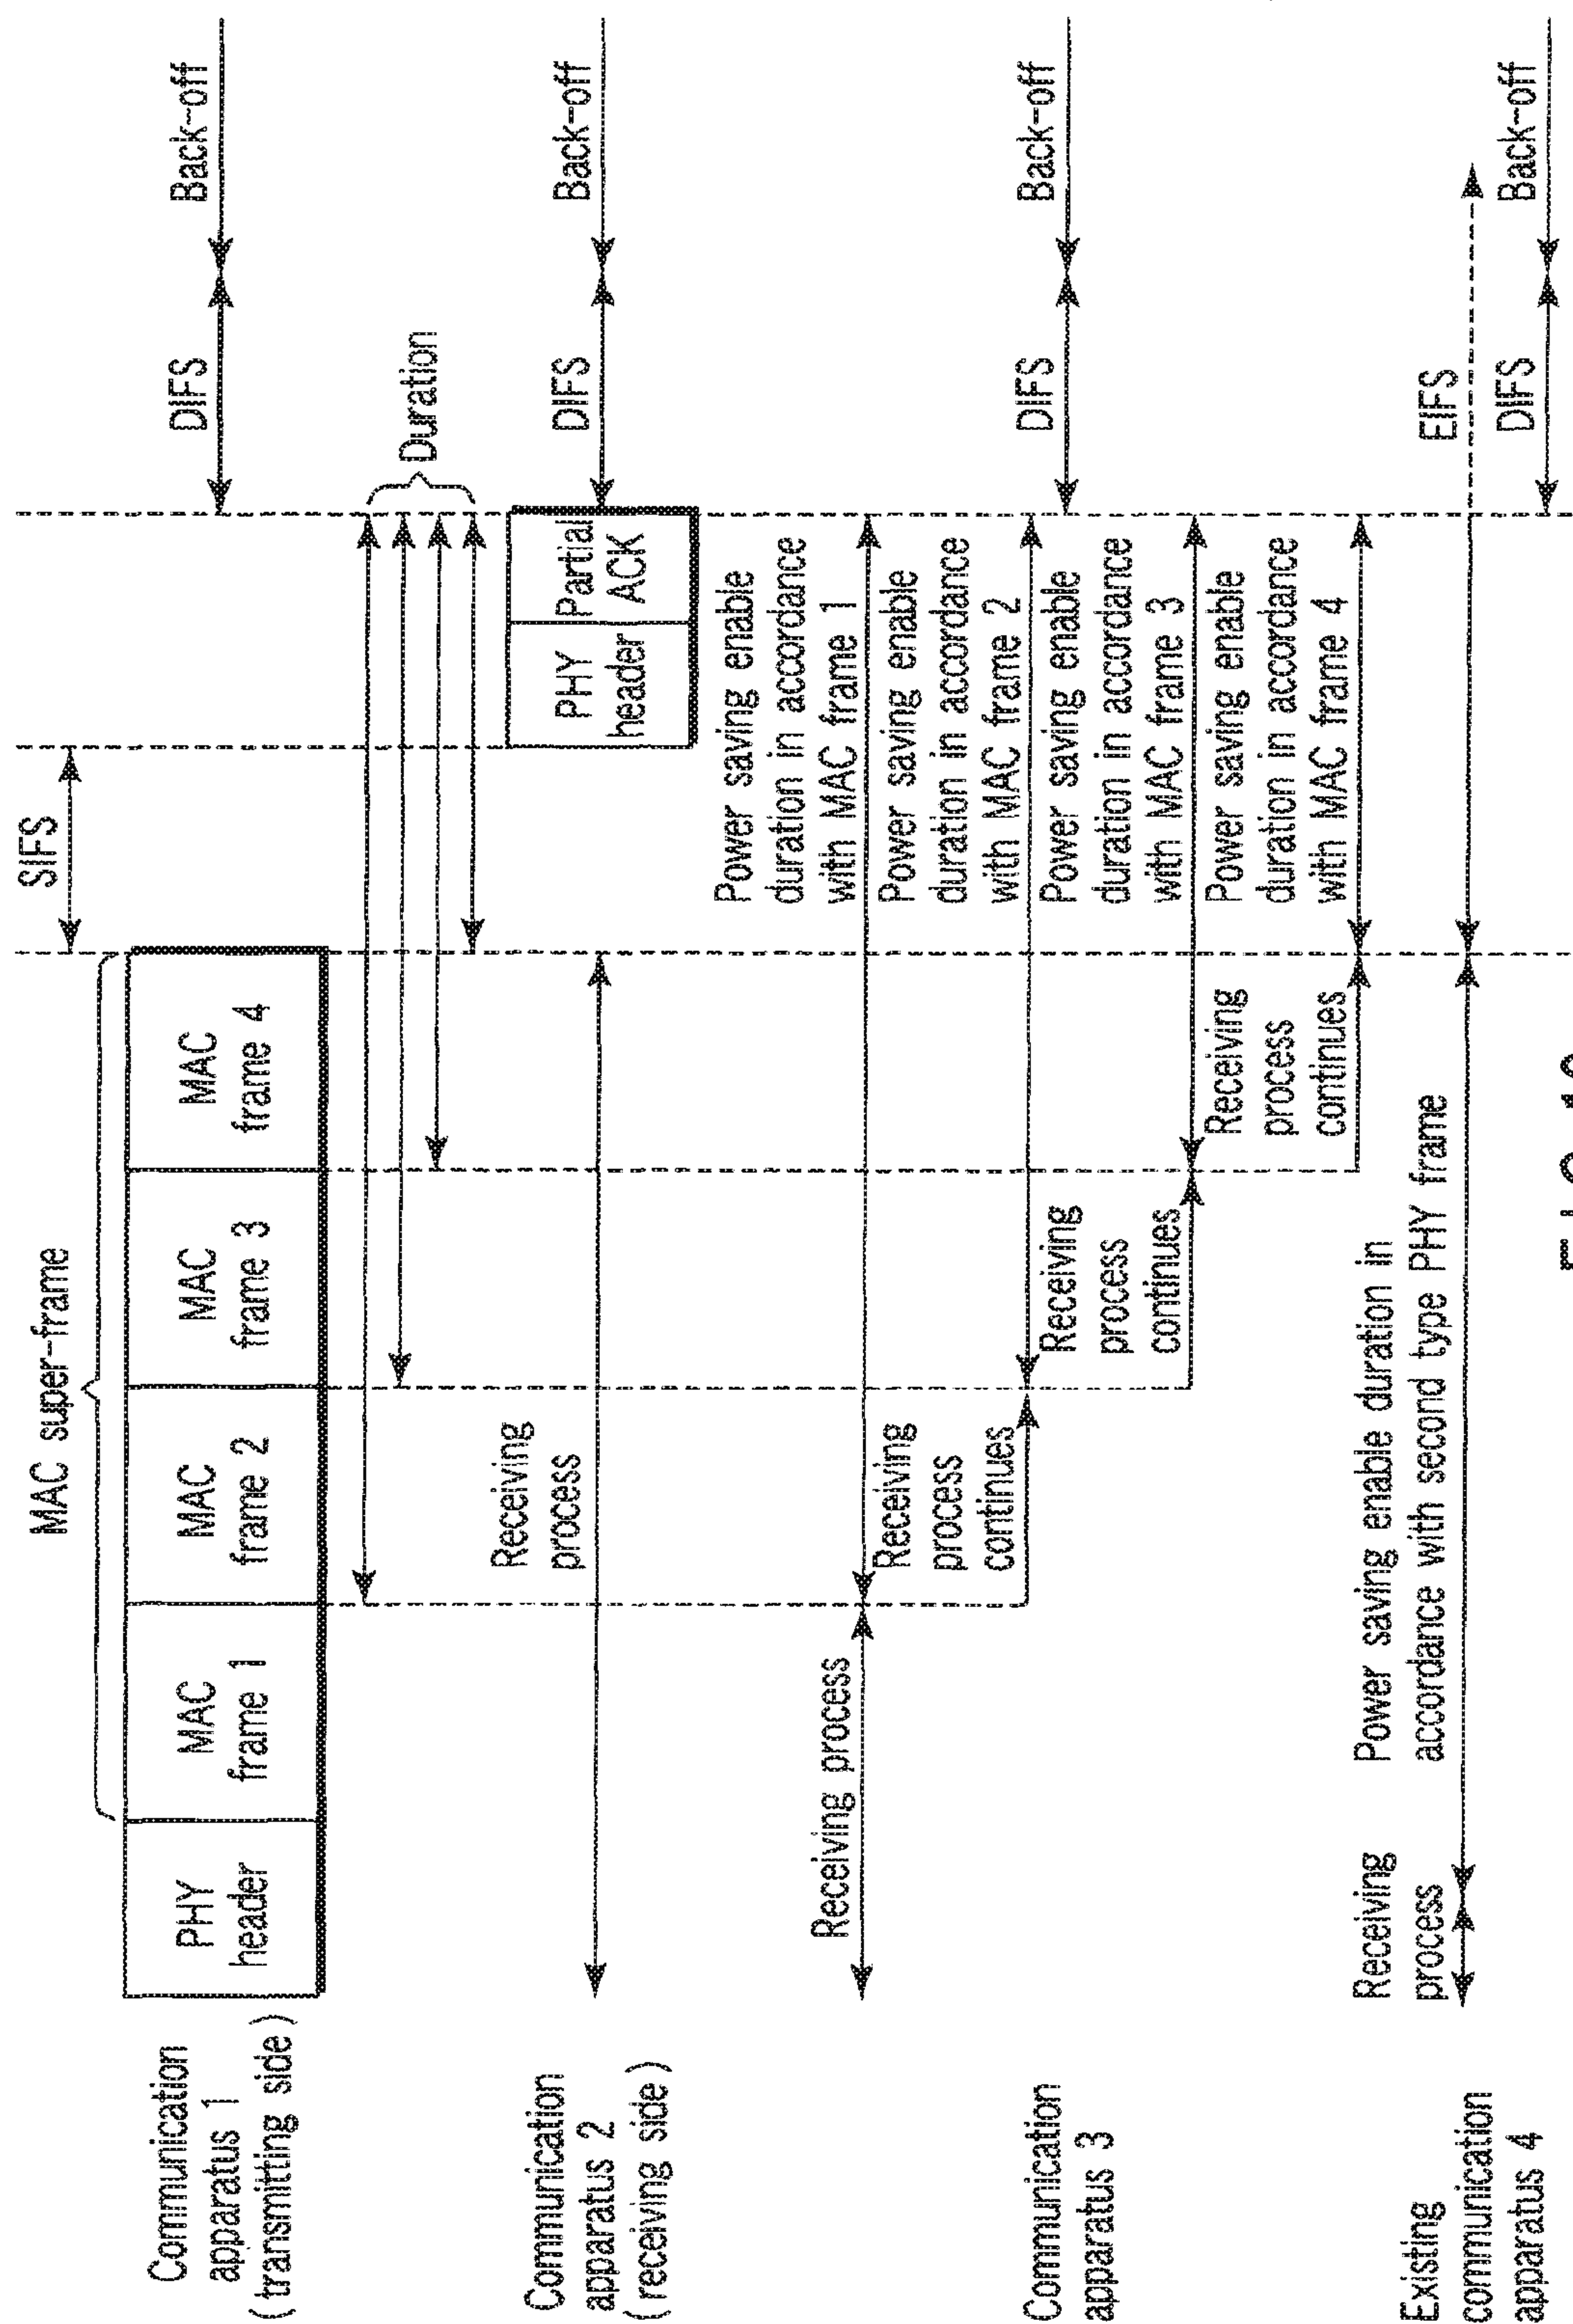 SIFS
MAC super-frame
Communication
apparatus 1
(transmitting side)
PHY
header
MAC
frame 1
MAC
frame 2
MAC
frame 3
MAC
frame 4
DIFS
Back-off
Duration
Communication
apparatus 2
(receiving side)
Receiving
process
PHY
header
Partial
ACK
DIFS
Back-off
Communication
apparatus 3
Receiving process
Power saving enable
duration in accordance
with MAC frame 1
Receiving
process
continues
Power saving enable
duration in accordance
with MAC frame 2
Receiving
process
continues
Power saving enable
duration in accordance
with MAC frame 3
Receiving
process
continues
Power saving enable
duration in accordance
with MAC frame 4
DIFS
Back-off
Existing
communication
apparatus 4
Receiving
process
Power saving enable duration in
accordance with second type PHY frame
EIFS
DIFS
Back-off